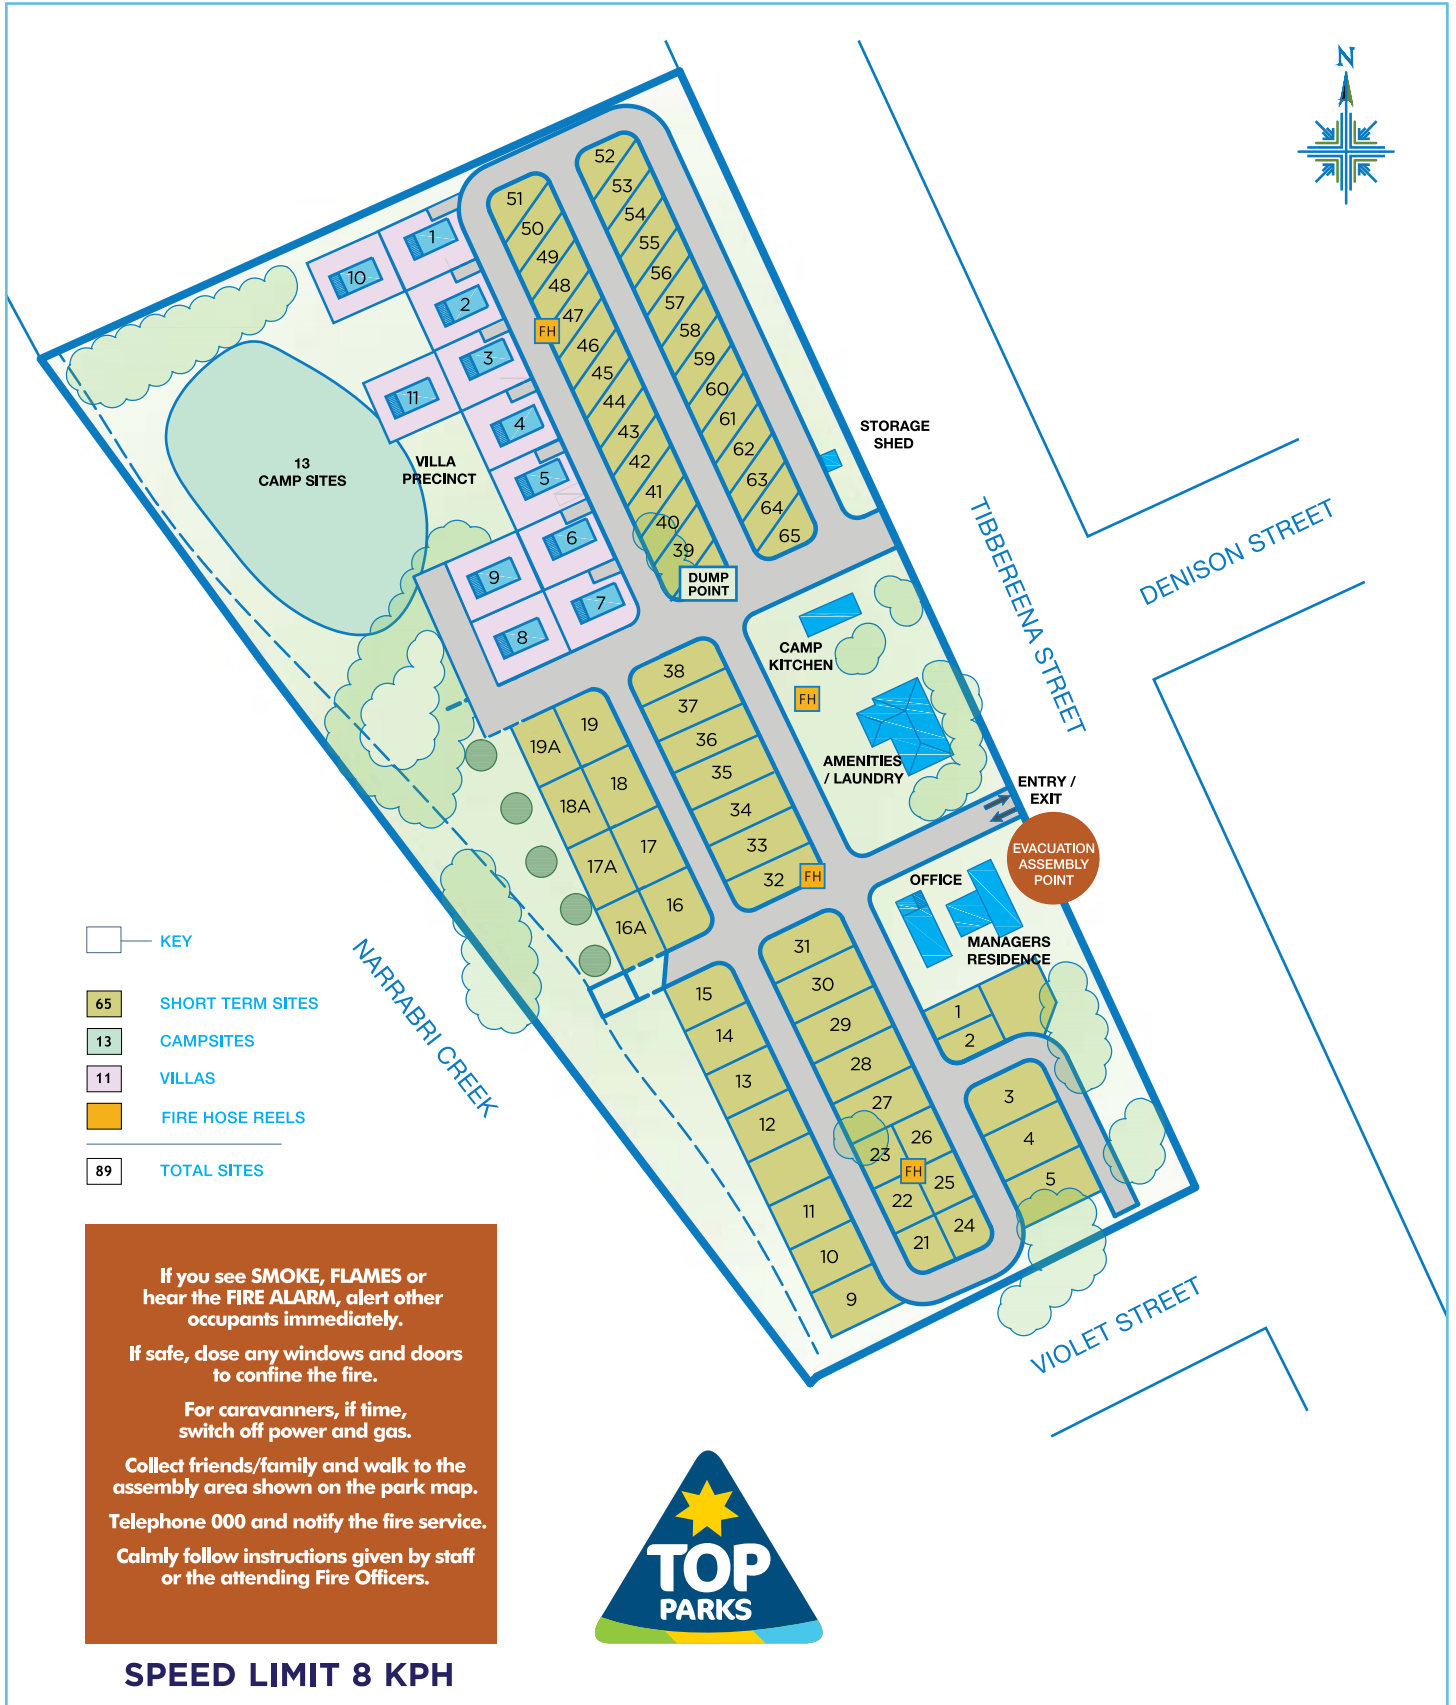 N
52
53
54
55
56
57
58
59
60
61
62
63
64
65
51
50
49
48
47
46
45
44
43
42
41
40
39
FH
1
2
3
4
5
6
7
8
9
10
11
13
CAMP SITES
VILLA
PRECINCT
STORAGE
SHED
DUMP
POINT
TIBBEREENA STREET
DENISON STREET
CAMP
KITCHEN
FH
AMENITIES
/ LAUNDRY
ENTRY /
EXIT
EVACUATION
ASSEMBLY
POINT
OFFICE
MANAGERS
RESIDENCE
38
37
36
35
34
33
32
FH
19A
19
18A
18
17A
17
16A
16
15
14
13
12
11
10
9
31
30
29
28
27
26
23
FH
25
22
24
21
1
2
3
4
5
NARRABRI CREEK
VIOLET STREET
KEY
65 SHORT TERM SITES
13 CAMPSITES
11 VILLAS
FIRE HOSE REELS
89 TOTAL SITES
If you see SMOKE, FLAMES or
hear the FIRE ALARM, alert other
occupants immediately.
If safe, close any windows and doors
to confine the fire.
For caravanners, if time,
switch off power and gas.
Collect friends/family and walk to the
assembly area shown on the park map.
Telephone 000 and notify the fire service.
Calmly follow instructions given by staff
or the attending Fire Officers.
SPEED LIMIT 8 KPH
TOP
PARKS